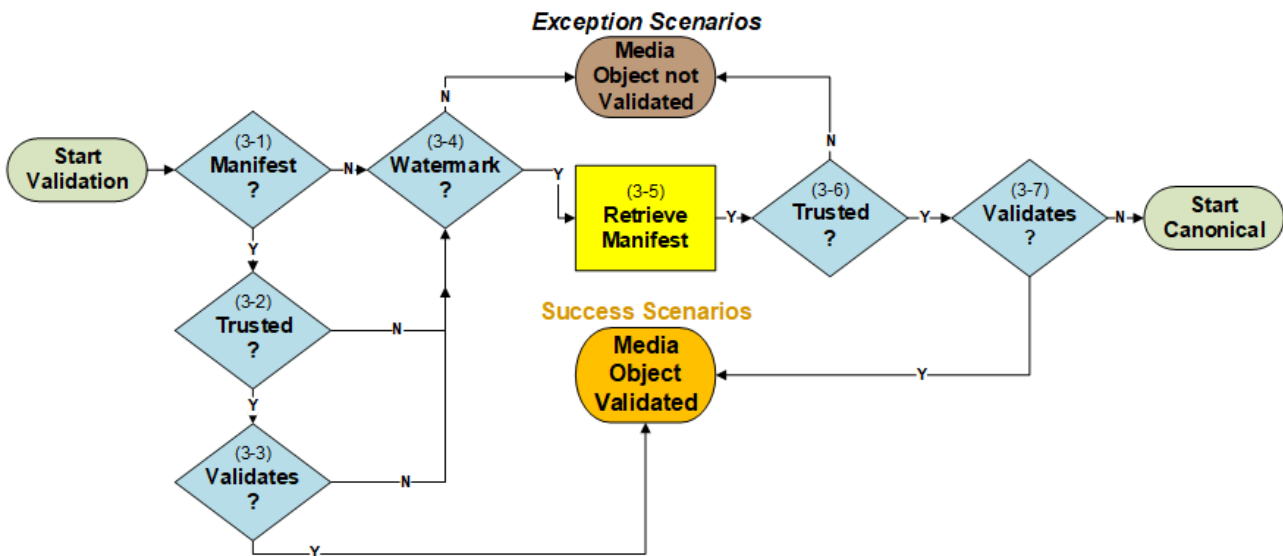 Exception Scenarios
Media
Object not
Validated
N
N
Start
Validation
(3-1)
Manifest
?
N
(3-4)
Watermark
?
Y
(3-5)
Retrieve
Manifest
Y
(3-6)
Trusted
?
Y
(3-7)
Validates
?
N
Start
Canonical
Y
(3-2)
Trusted
?
N
Success Scenarios
Media
Object
Validated
Y
Y
(3-3)
Validates
?
N
Y